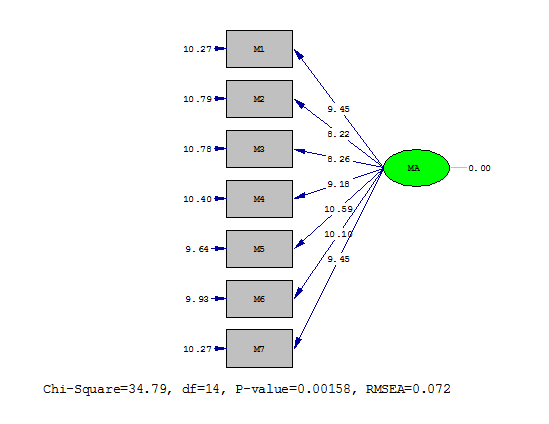 10.27 M1
9.45
10.79 M2
8.22
10.78 M3
8.26
MA 0.00
9.18
10.40 M4
10.59
10.10
9.64 M5
9.45
9.93 M6
10.27 M7
Chi-Square=34.79, df=14, P-value=0.00158, RMSEA=0.072